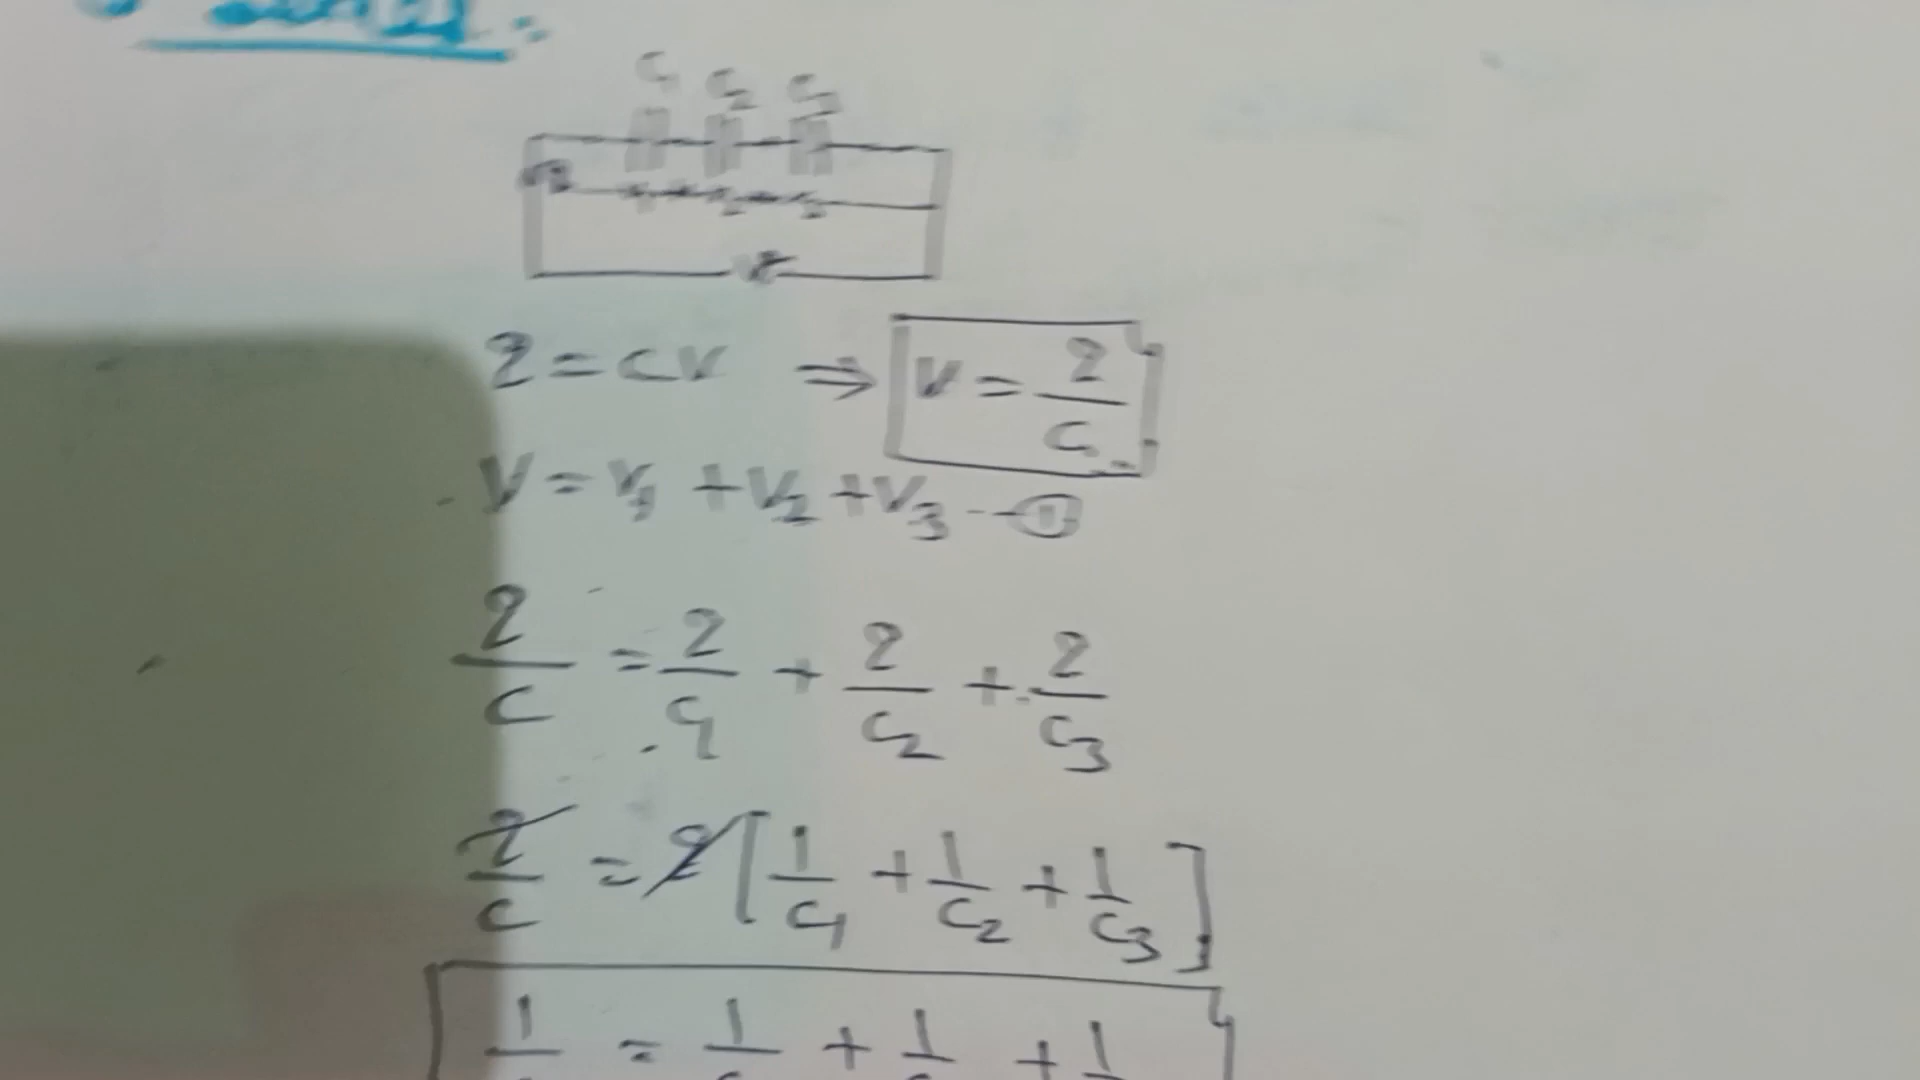 C₁ C₂ C₃
q = CV ⇒ V = q/C
V = V₁ + V₂ + V₃ -- ①
q/C = q/C₁ + q/C₂ + q/C₃
q/C = q [1/C₁ + 1/C₂ + 1/C₃]